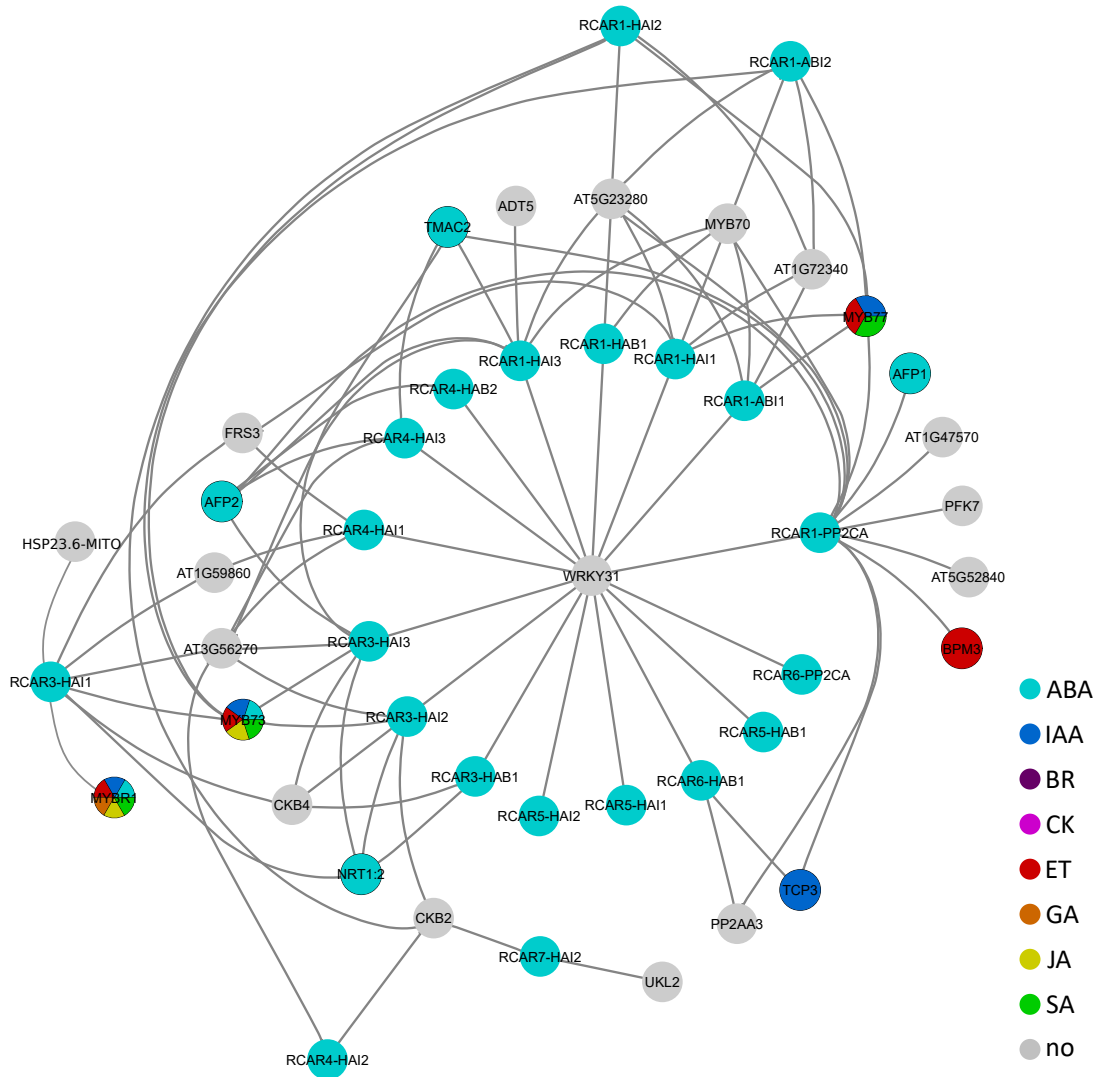 RCAR1-HAI2
RCAR1-ABI2
ADT5
AT5G23280
TMAC2
MYB70
AT1G72340
MYB77
RCAR1-HAB1
RCAR1-HAI3
RCAR1-HAI1
AFP1
RCAR4-HAB2
RCAR1-ABI1
FRS3
RCAR4-HAI3
AT1G47570
AFP2
PFK7
RCAR4-HAI1
RCAR1-PP2CA
HSP23.6-MITO
AT1G59860
WRKY31
AT5G52840
AT3G56270
RCAR3-HAI3
BPM3
RCAR3-HAI1
RCAR6-PP2CA
ABA
MYB73
RCAR3-HAI2
RCAR5-HAB1
IAA
RCAR3-HAB1
RCAR6-HAB1
BR
MYBR1
CKB4
RCAR5-HAI2
RCAR5-HAI1
CK
NRT1:2
TCP3
ET
CKB2
PP2AA3
GA
RCAR7-HAI2
UKL2
JA
SA
RCAR4-HAI2
no